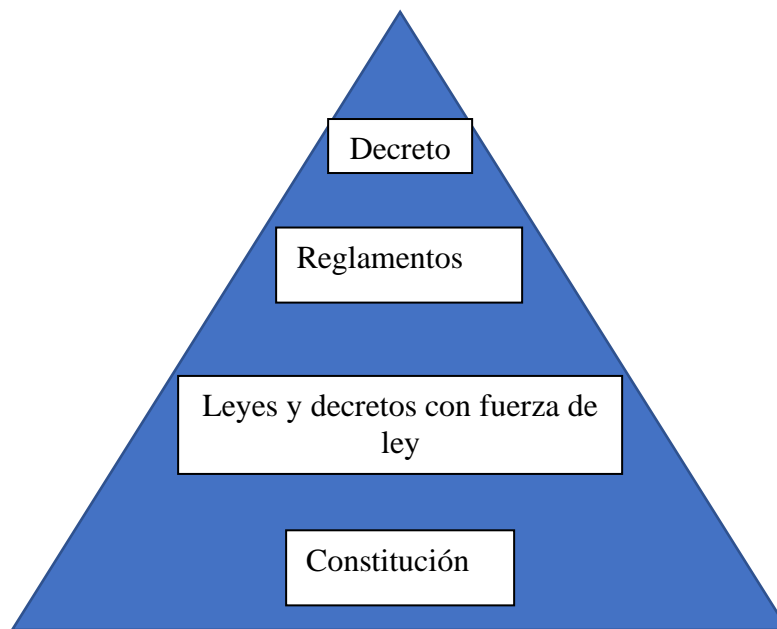 Decreto
Reglamentos
Leyes y decretos con fuerza de
ley
Constitución